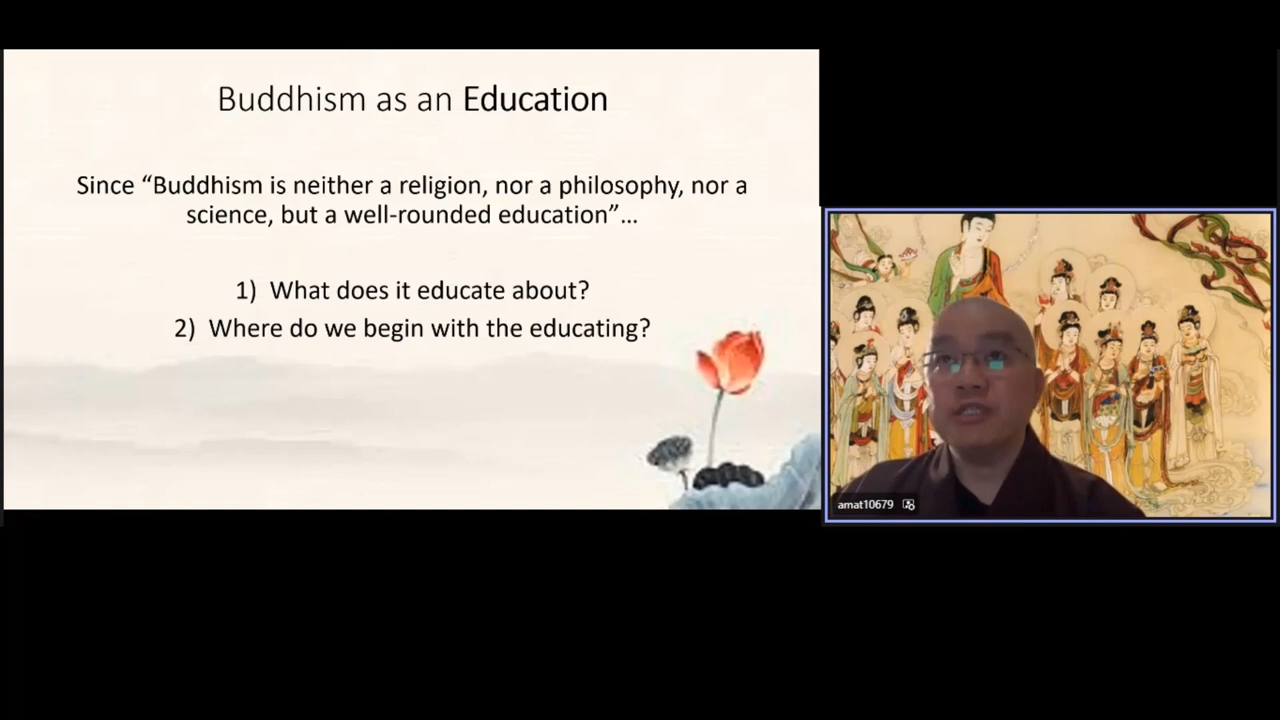 Buddhism as an Education
Since “Buddhism is neither a religion, nor a philosophy, nor a
science, but a well-rounded education”…
1) What does it educate about?
2) Where do we begin with the educating?
amat10679